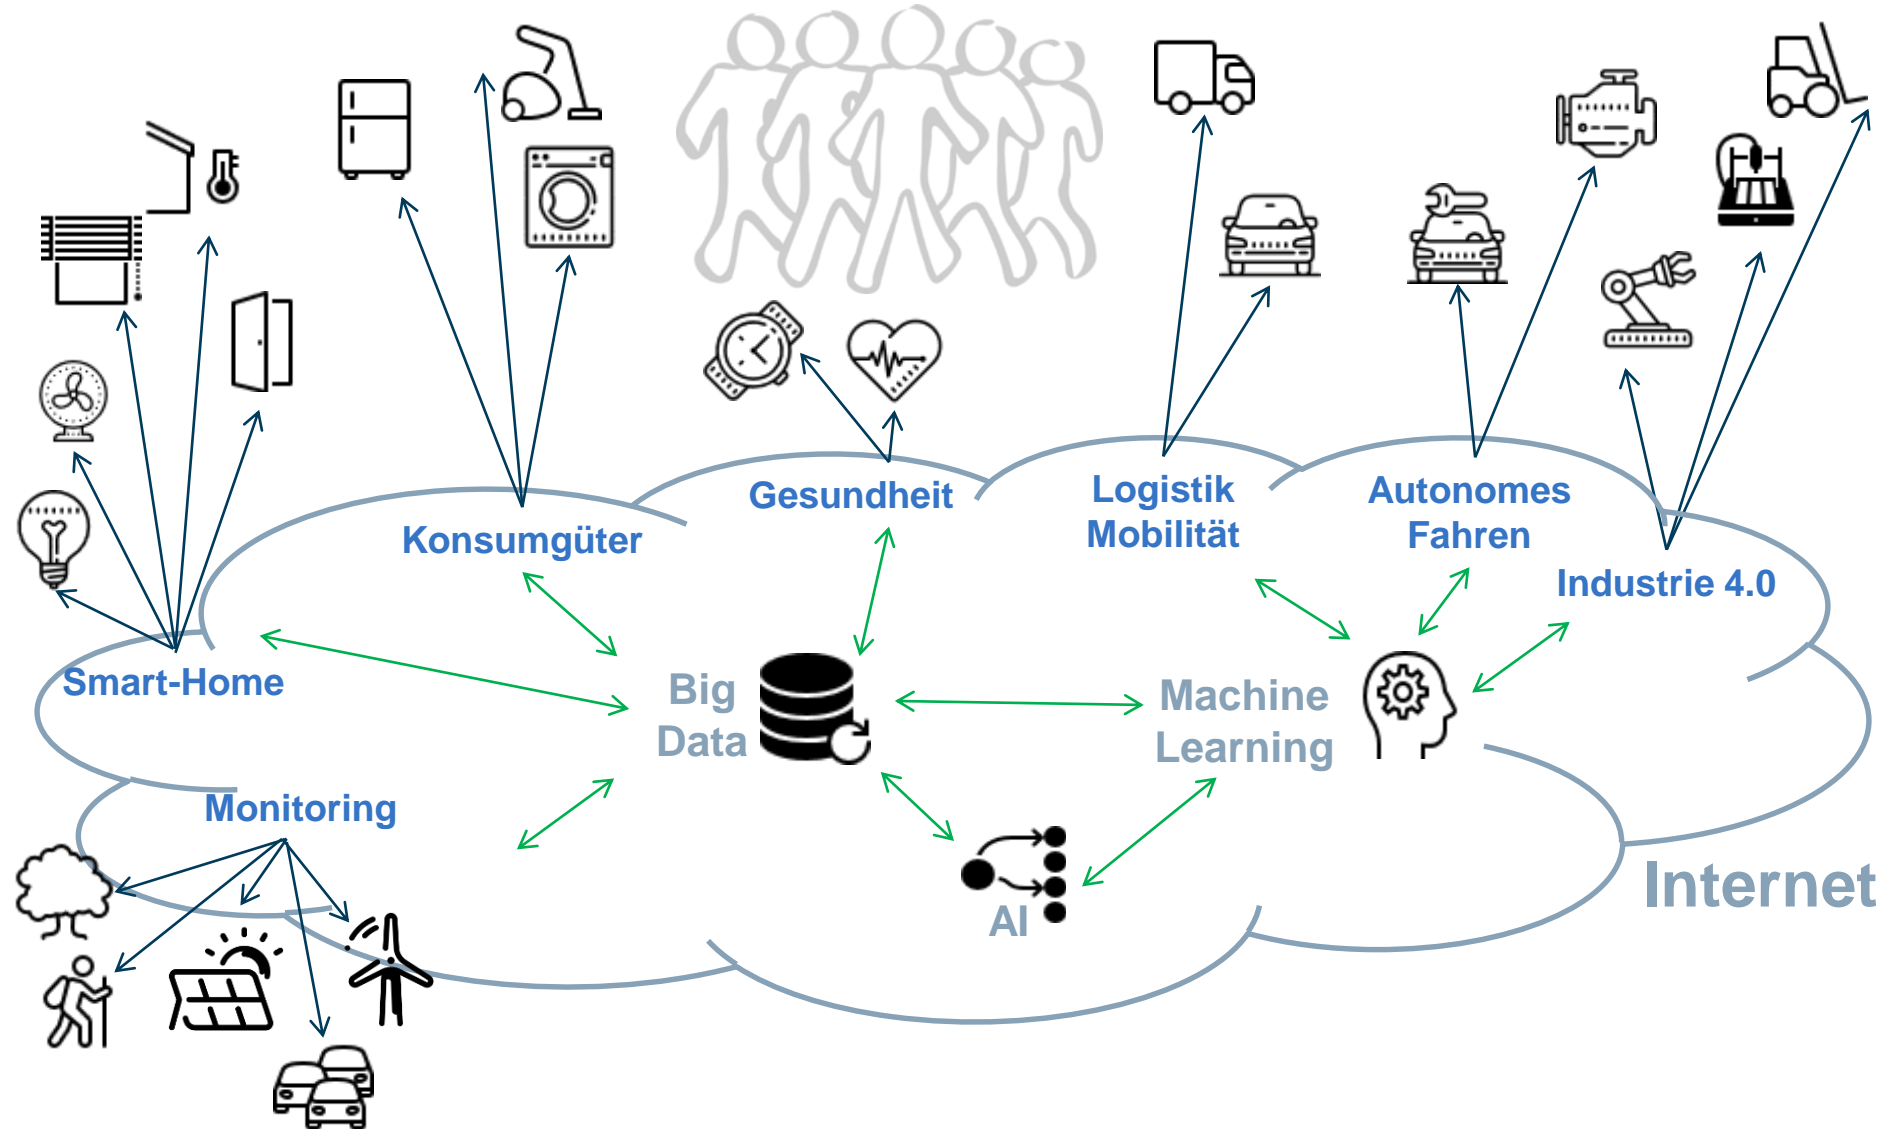 Gesundheit
Logistik
Mobilität
Autonomes
Fahren
Konsumgüter
Industrie 4.0
Smart-Home
Big
Data
Machine
Learning
Monitoring
AI
Internet